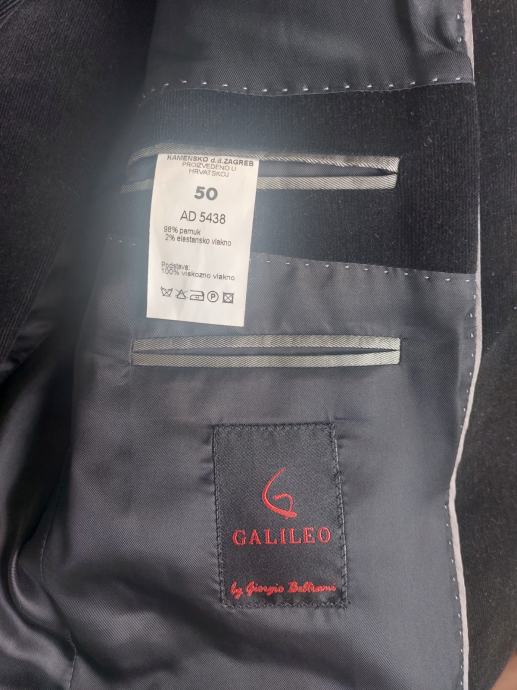 KAMENSKO d.d.ZAGREB
PROIZVEDENO U
HRVATSKOJ
50
AD 5438
98% pamuk
2% elastansko vlakno
Podstava:
100% viskozno vlakno
P
G
GALILEO
by Giorgio Beltrami